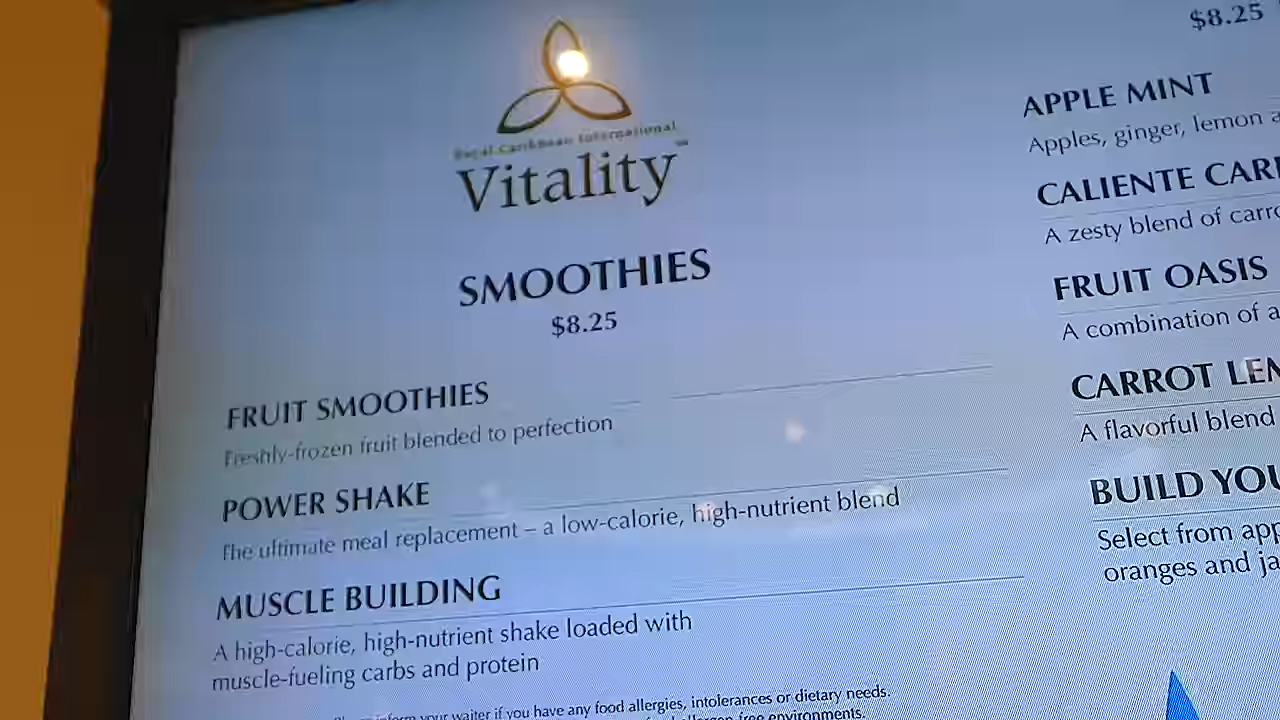 Royal Caribbean International
Vitality℠
SMOOTHIES
$8.25
FRUIT SMOOTHIES
Freshly-frozen fruit blended to perfection
POWER SHAKE
The ultimate meal replacement – a low-calorie, high-nutrient blend
MUSCLE BUILDING
A high-calorie, high-nutrient shake loaded with
muscle-fueling carbs and protein
Please inform your waiter if you have any food allergies, intolerances or dietary needs.
environments.
$8.25
APPLE MINT
Apples, ginger, lemon
CALIENTE
A zesty blend of
FRUIT OASIS
A combination of
CARROT
A flavorful blend
BUILD
Select from
oranges and